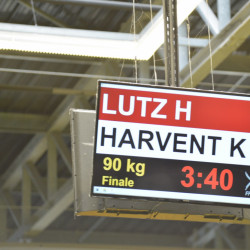 LUTZ H
HARVENT K
90 kg
Finale
3:40